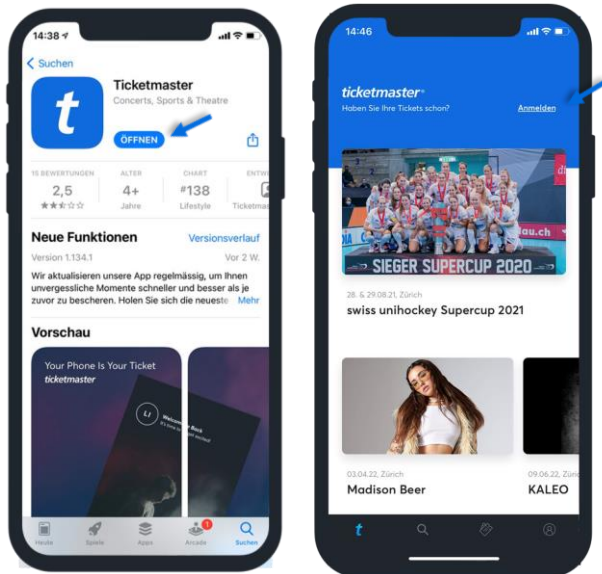 14:38
Suchen
t
Ticketmaster
Concerts, Sports & Theatre
ÖFFNEN
15 BEWERTUNGEN
2,5
ALTER
4+
Jahre
CHART
#138
Lifestyle
Neue Funktionen
Versionsverlauf
Version 1.134.1
Vor 2 W.
Wir aktualisieren unsere App regelmässig, um Ihnen
unvergessliche Momente schneller und besser als je
zuvor zu bescheren. Holen Sie sich die neueste
Mehr
Vorschau
Your Phone Is Your Ticket
ticketmaster
LI
Welcome Back
Heute
Spiele
Apps
1
Arcade
Suchen
14:46
ticketmaster
Haben Sie Ihre Tickets schon?
Anmelden
SIEGER SUPERCUP 2020
28. & 29.08.21, Zürich
swiss unihockey Supercup 2021
03.04.22, Zürich
Madison Beer
09.06.22,
KALEO
t